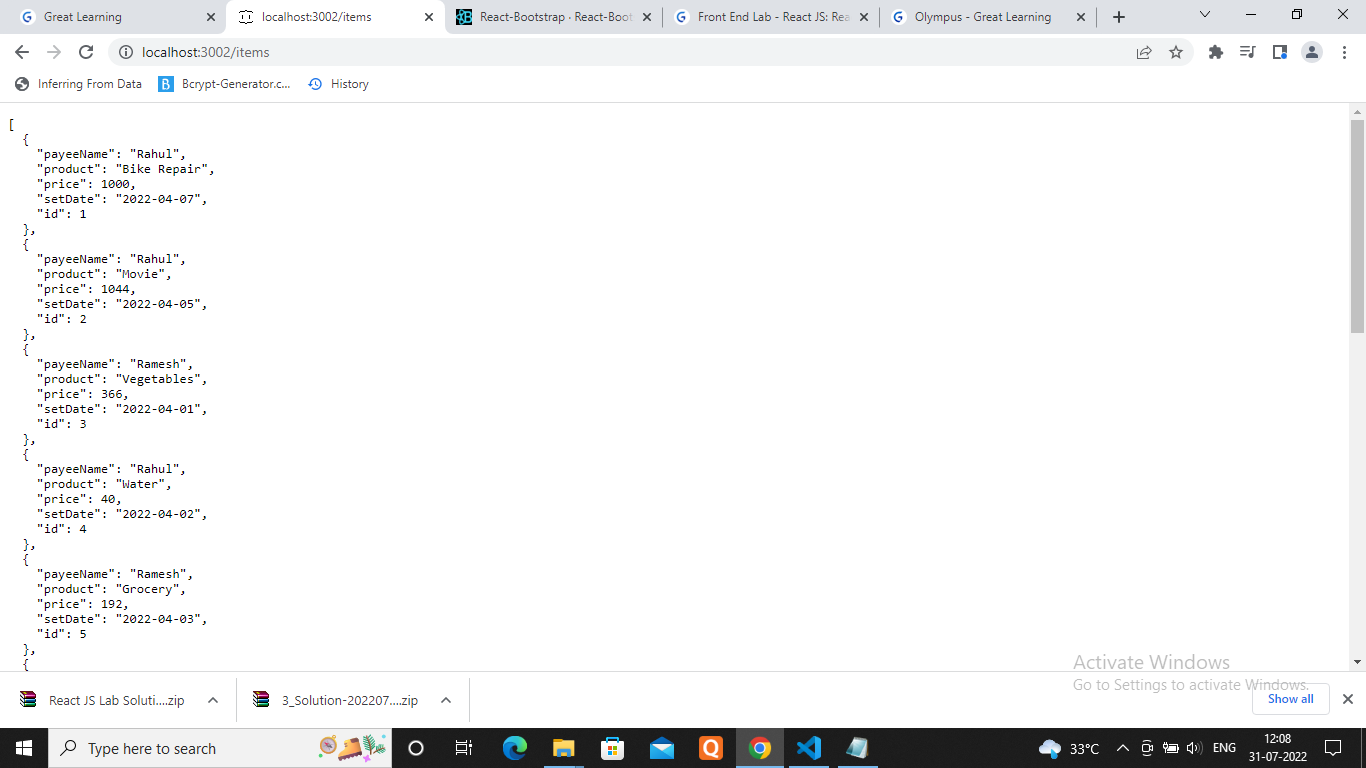 Great Learning
localhost:3002/items
React-Bootstrap · React-Boot
Front End Lab - React JS: Rea
Olympus - Great Learning
localhost:3002/items
Inferring From Data
Bcrypt-Generator.c...
History
[
{
"payeeName": "Rahul",
"product": "Bike Repair",
"price": 1000,
"setDate": "2022-04-07",
"id": 1
},
{
"payeeName": "Rahul",
"product": "Movie",
"price": 1044,
"setDate": "2022-04-05",
"id": 2
},
{
"payeeName": "Ramesh",
"product": "Vegetables",
"price": 366,
"setDate": "2022-04-01",
"id": 3
},
{
"payeeName": "Rahul",
"product": "Water",
"price": 40,
"setDate": "2022-04-02",
"id": 4
},
{
"payeeName": "Ramesh",
"product": "Grocery",
"price": 192,
"setDate": "2022-04-03",
"id": 5
},
{
Activate Windows
Go to Settings to activate Windows.
React JS Lab Soluti....zip
3_Solution-202207....zip
Show all
Type here to search
33°C
ENG
12:08
31-07-2022